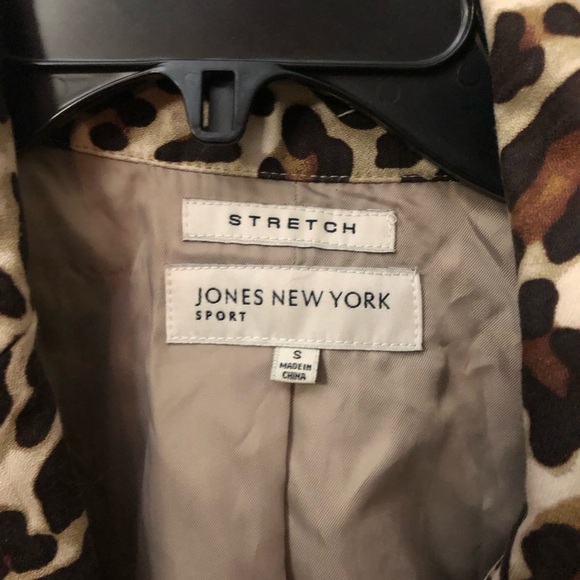 STRETCH
JONES NEW YORK
SPORT
S
MADE IN
CHINA